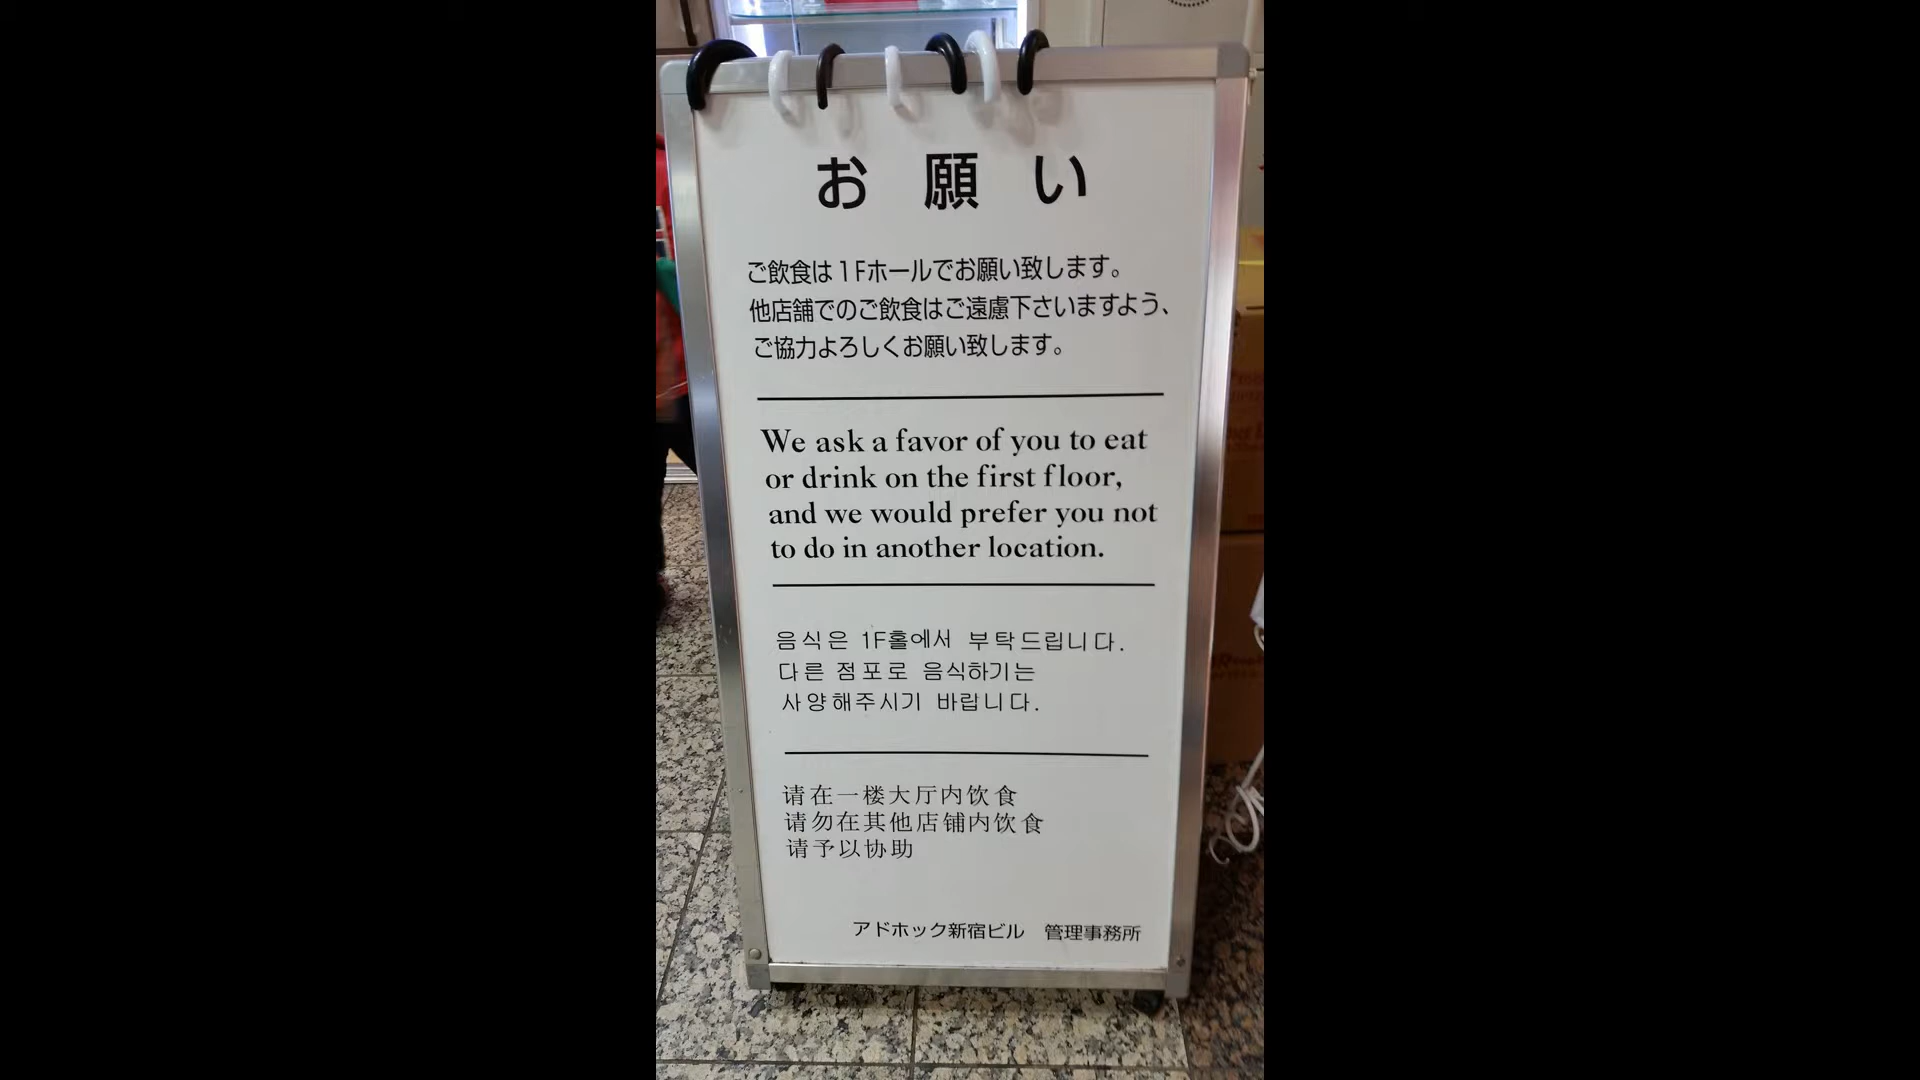 お願い
ご飲食は1Fホールでお願い致します。
他店舗でのご飲食はご遠慮下さいますよう、
ご協力よろしくお願い致します。
We ask a favor of you to eat
or drink on the first floor,
and we would prefer you not
to do in another location.
음식은 1F홀에서 부탁드립니다.
다른 점포로 음식하기는
사양해주시기 바랍니다.
请在一楼大厅内饮食
请勿在其他店铺内饮食
请予以协助
アドホック新宿ビル 管理事務所